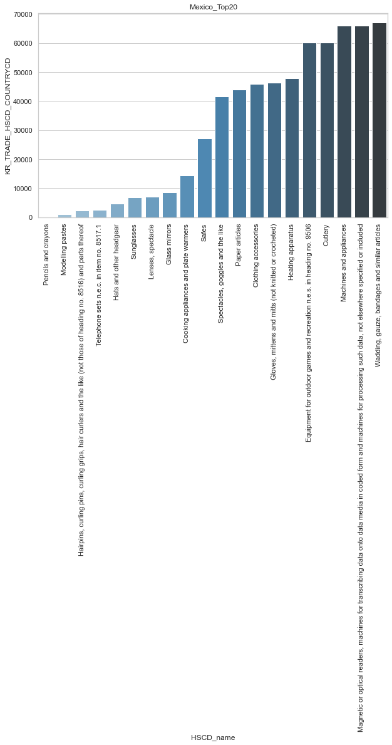 Mexico_Top20
KR_TRADE_HSCD_COUNTRYCD
70000
60000
50000
40000
30000
20000
10000
0
Pencils and crayons
Modelling pastes
Hairpins, curling pins, curling grips, hair curlers and the like (not those of heading no. 8516) and parts thereof
Telephone sets n.e.c. in item no. 8517.1
Hats and other headgear
Sunglasses
Lenses, spectacle
Glass mirrors
Cooking appliances and plate warmers
Safes
Spectacles, goggles and the like
Paper articles
Clothing accessories
Gloves, mittens and mitts (not knitted or crocheted)
Heating apparatus
Equipment for outdoor games and recreation n.e.s. in heading no. 9506
Cutlery
Machines and appliances
Magnetic or optical readers, machines for transcribing data onto data media in coded form and machines for processing such data, not elsewhere specified or included
Wadding, gauze, bandages and similar articles
HSCD_name